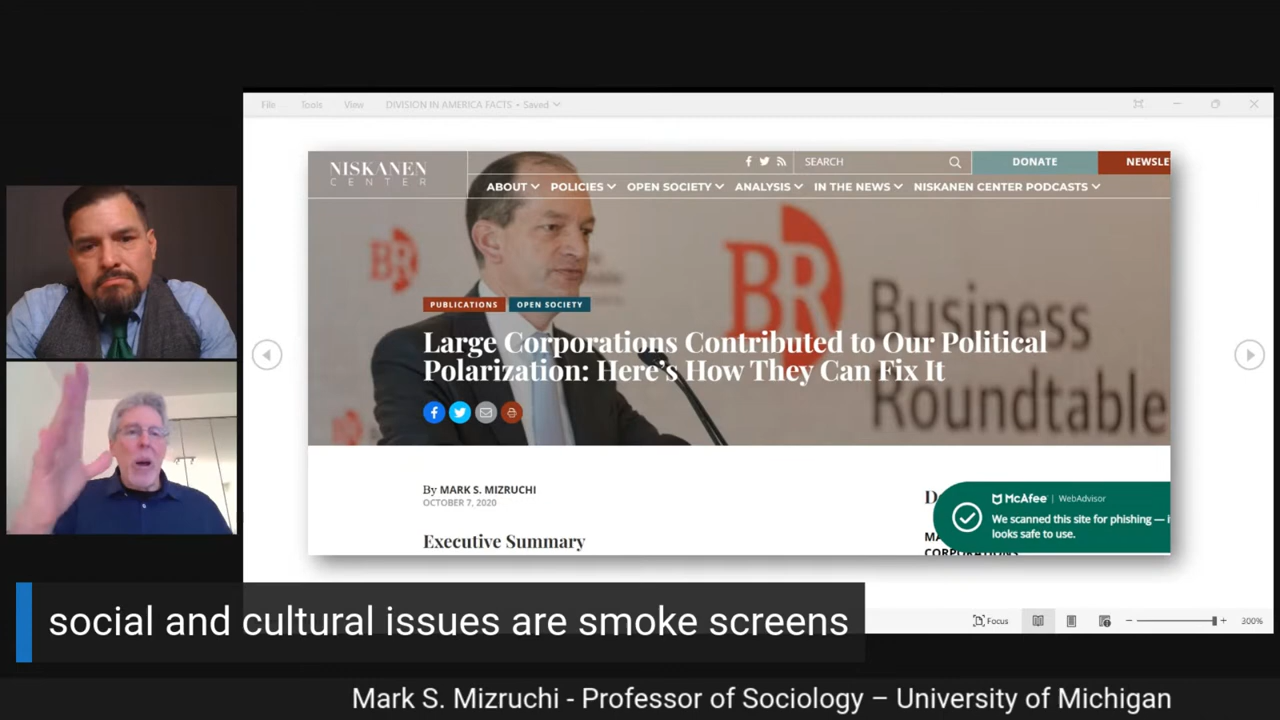 File Tools View DIVISION IN AMERICA FACTS • Saved
NISKANEN
CENTER
SEARCH
DONATE
NEWSLE
ABOUT POLICIES OPEN SOCIETY ANALYSIS IN THE NEWS NISKANEN CENTER PODCASTS
BR
BR
Business
Roundtable
PUBLICATIONS OPEN SOCIETY
Large Corporations Contributed to Our Political
Polarization: Here's How They Can Fix It
By MARK S. MIZRUCHI
OCTOBER 7, 2020
Executive Summary
McAfee | WebAdvisor
We scanned this site for phishing — i
looks safe to use.
CORPORATIONS
Focus
300%
social and cultural issues are smoke screens
Mark S. Mizruchi - Professor of Sociology – University of Michigan